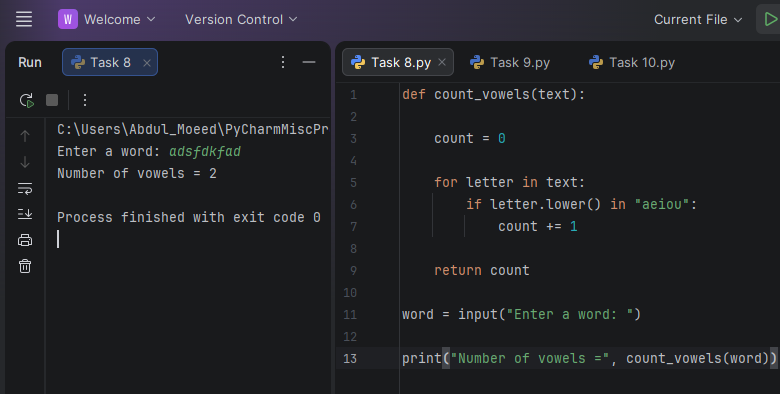 W Welcome Version Control Current File
Run Task 8
C:\Users\Abdul_Moeed\PyCharmMiscPr
Enter a word: adsfdkfad
Number of vowels = 2
Process finished with exit code 0
Task 8.py Task 9.py Task 10.py
1 def count_vowels(text):
2
3 count = 0
4
5 for letter in text:
6 if letter.lower() in "aeiou":
7 count += 1
8
9 return count
10
11 word = input("Enter a word: ")
12
13 print("Number of vowels =", count_vowels(word))